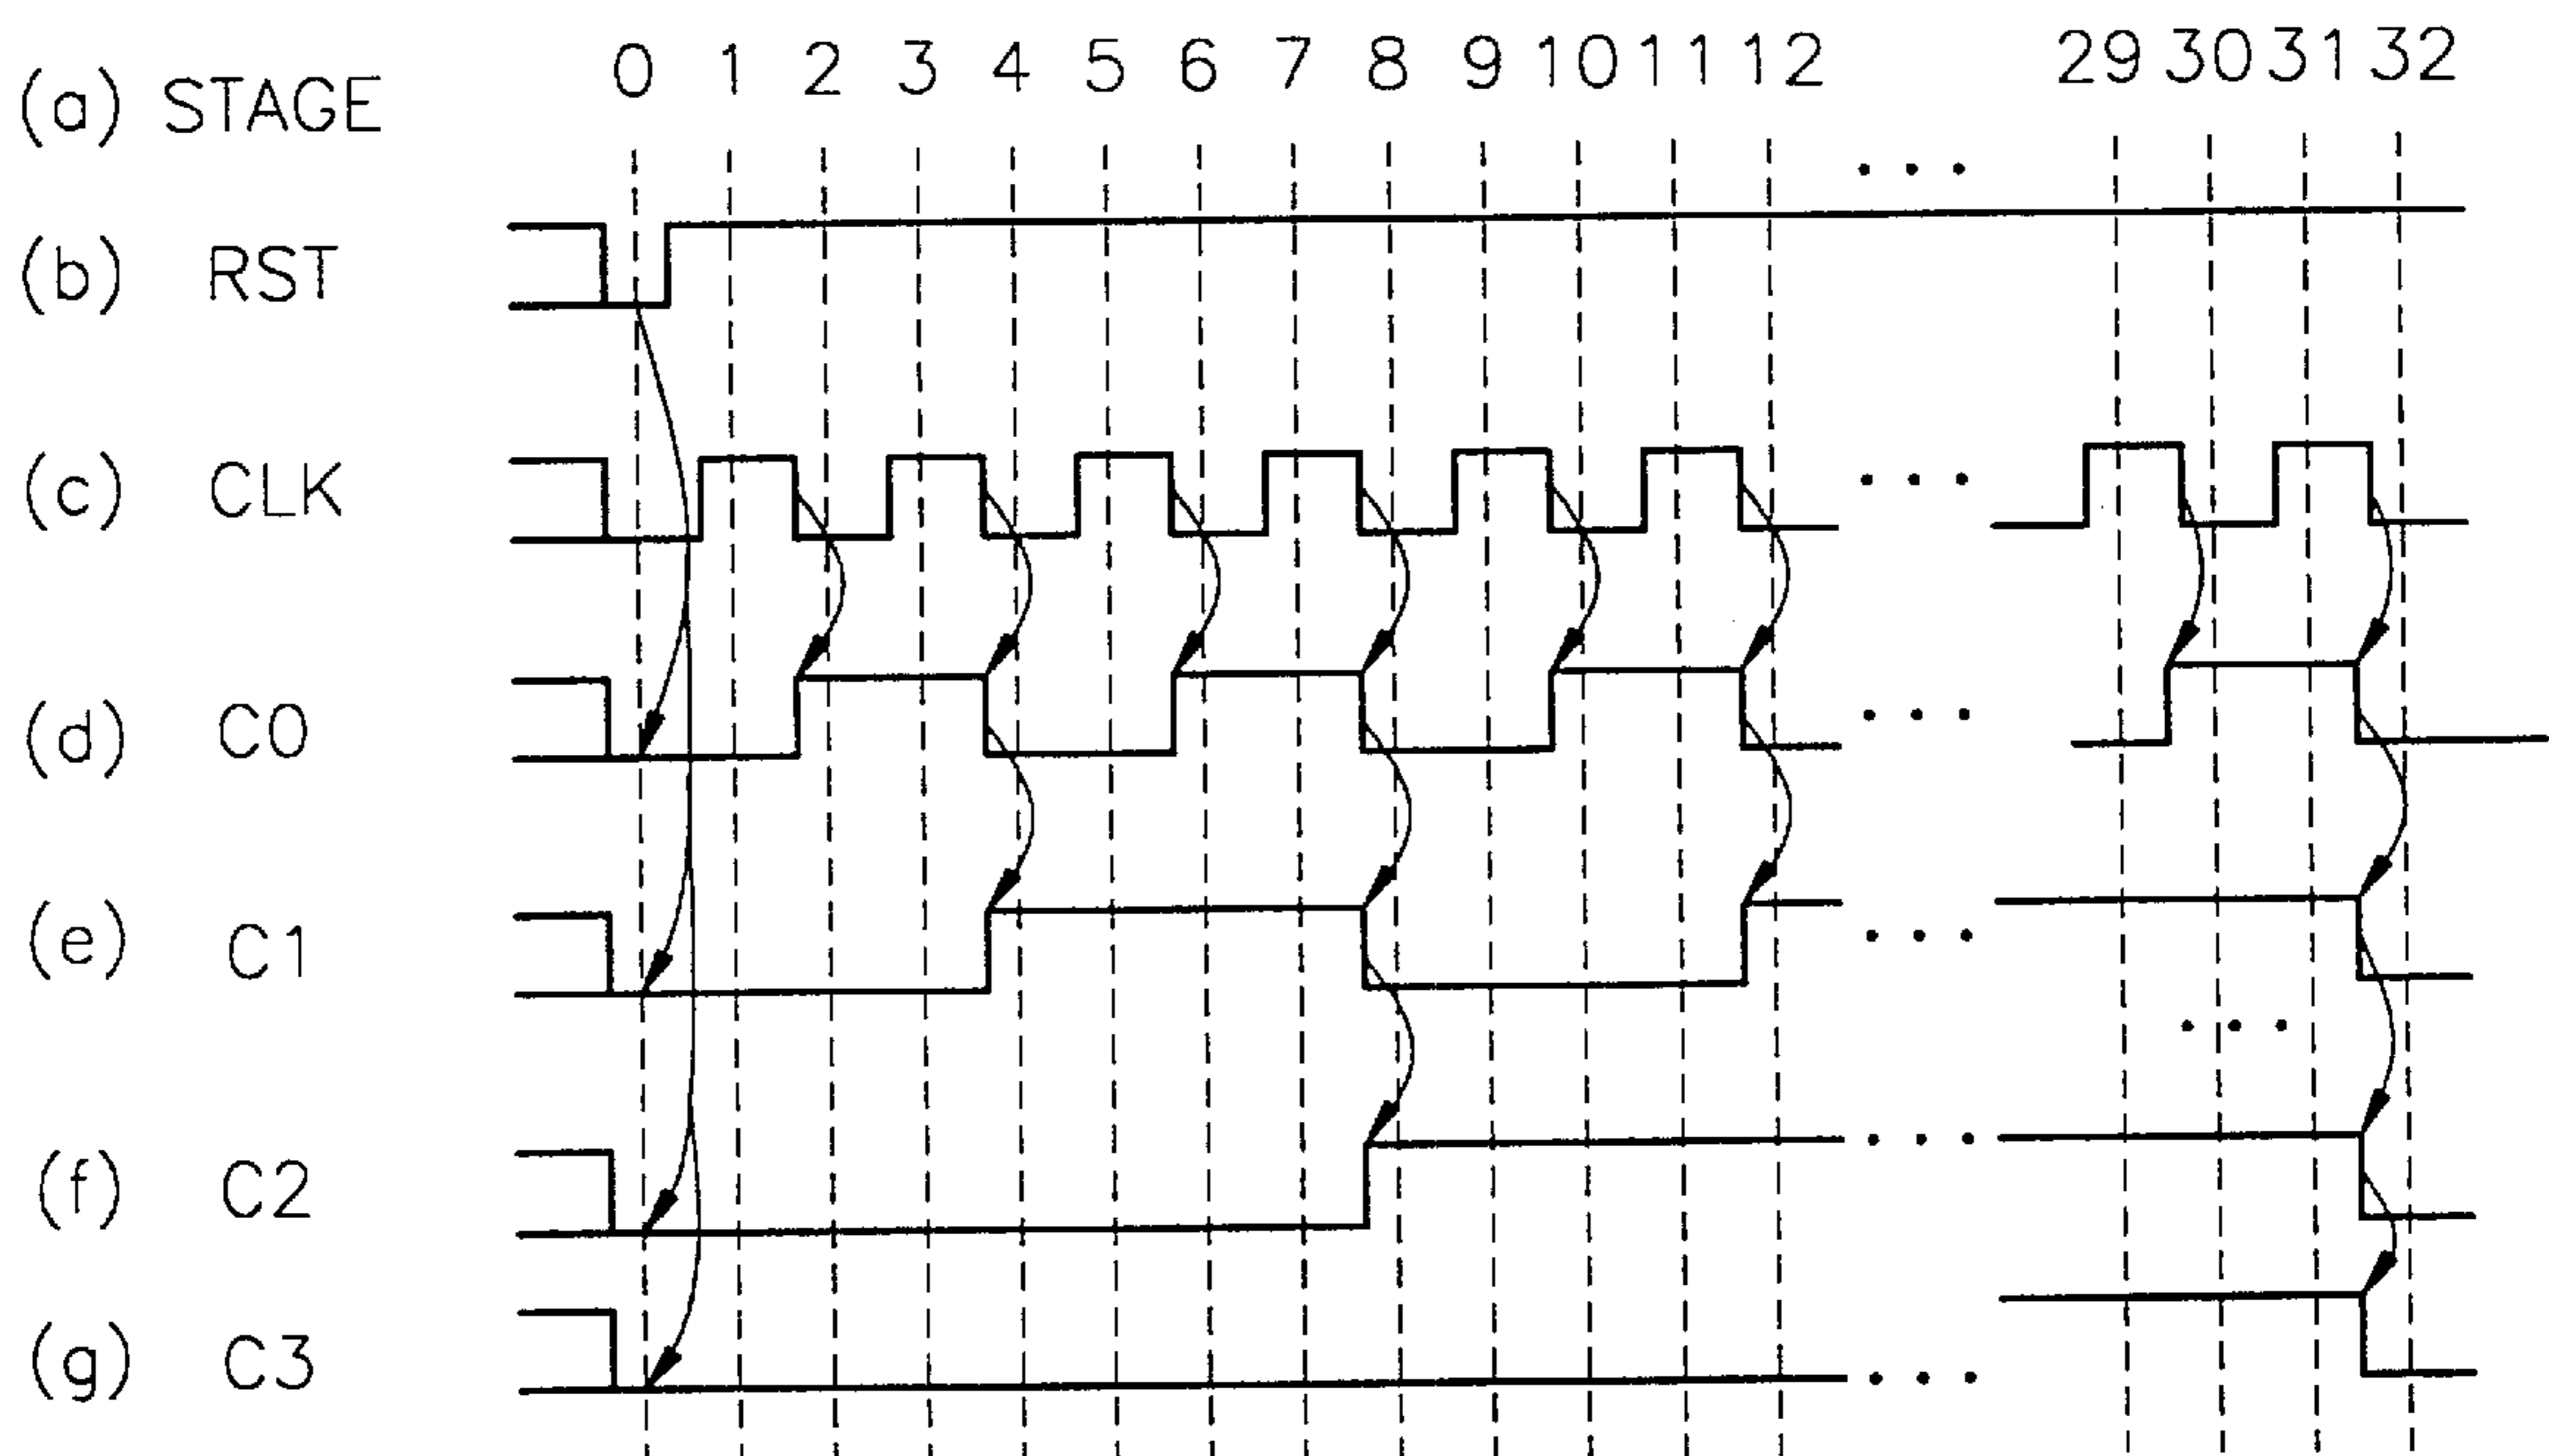 (a) STAGE 0 1 2 3 4 5 6 7 8 9 10 11 12 ... 29 30 31 32
(b) RST
(c) CLK ...
(d) C0 ...
(e) C1 ...
...
(f) C2 ...
(g) C3 ...